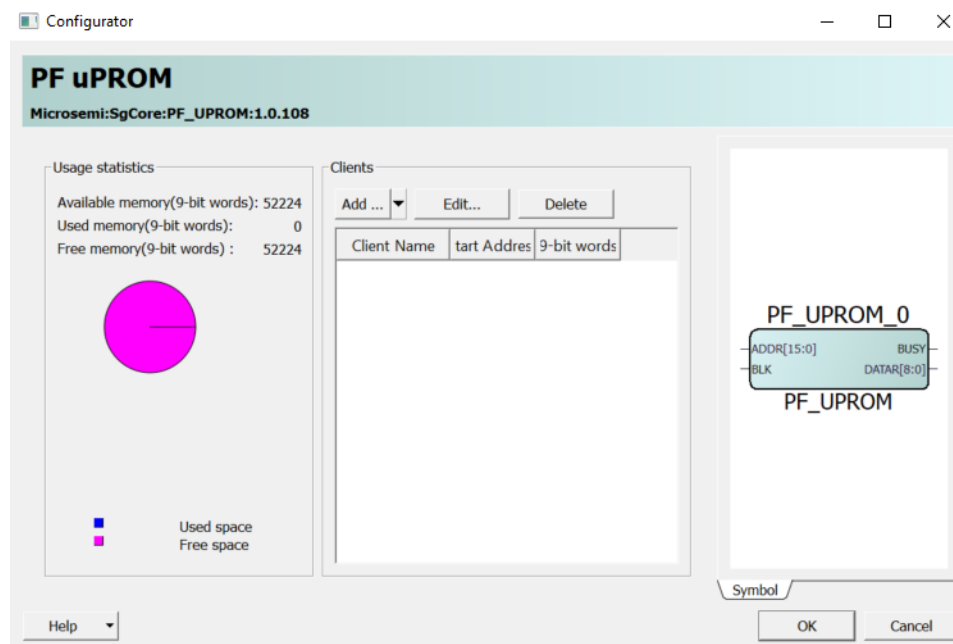 Configurator
PF uPROM
Microsemi:SgCore:PF_UPROM:1.0.108
Usage statistics
Available memory(9-bit words): 52224
Used memory(9-bit words): 0
Free memory(9-bit words) : 52224
Used space
Free space
Clients
Add ... Edit... Delete
Client Name tart Addres 9-bit words
PF_UPROM_0
ADDR[15:0] BUSY
BLK DATAR[8:0]
PF_UPROM
Symbol
Help OK Cancel